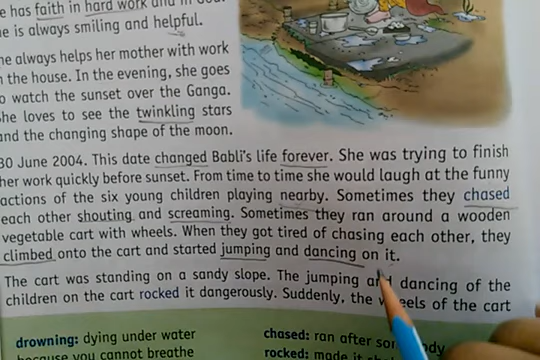 he has faith in hard work and in God.
he is always smiling and helpful.
he always helps her mother with work
n the house. In the evening, she goes
o watch the sunset over the Ganga.
he loves to see the twinkling stars
and the changing shape of the moon.
30 June 2004. This date changed Babli's life forever. She was trying to finish
her work quickly before sunset. From time to time she would laugh at the funny
actions of the six young children playing nearby. Sometimes they chased
each other shouting and screaming. Sometimes they ran around a wooden
vegetable cart with wheels. When they got tired of chasing each other, they
climbed onto the cart and started jumping and dancing on it.
The cart was standing on a sandy slope. The jumping and dancing of the
children on the cart rocked it dangerously. Suddenly, the wheels of the cart
drowning: dying under water
because you cannot breathe
chased: ran after somebody
rocked: made it